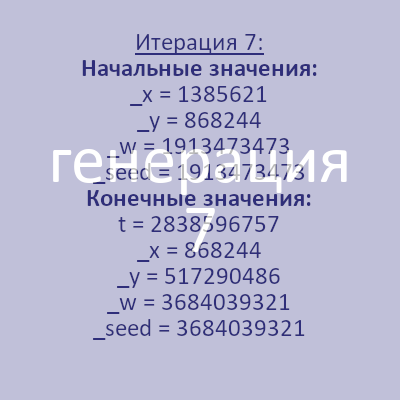 Итерация 7:
Начальные значения:
_x = 1385621
_y = 868244
_w = 1913473473
_seed = 1913473473
генерация
7
Конечные значения:
t = 2838596757
_x = 868244
_y = 517290486
_w = 3684039321
_seed = 3684039321